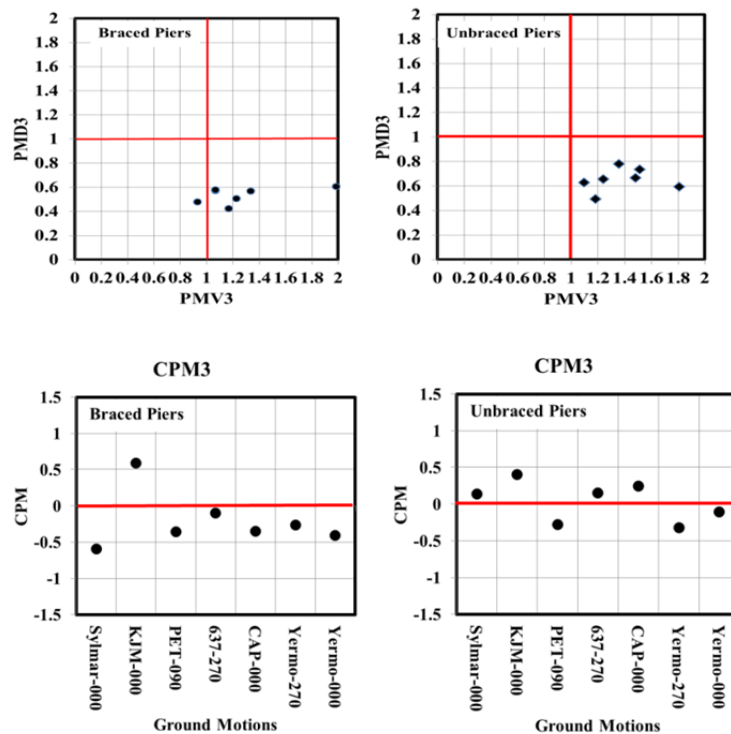 Braced Piers
2
1.8
1.6
1.4
1.2
1
0.8
0.6
0.4
0.2
0
PMD3
0 0.2 0.4 0.6 0.8 1 1.2 1.4 1.6 1.8 2
PMV3
Unbraced Piers
2
1.8
1.6
1.4
1.2
1
0.8
0.6
0.4
0.2
0
PMD3
0 0.2 0.4 0.6 0.8 1 1.2 1.4 1.6 1.8 2
PMV3
CPM3
Braced Piers
1.5
1
0.5
0
-0.5
-1
-1.5
CPM
Sylmar-000
KJM-000
PET-090
637-270
CAP-000
Yermo-270
Yermo-000
Ground Motions
CPM3
Unbraced Piers
1.5
1
0.5
0
-0.5
-1
-1.5
CPM
Sylmar-000
KJM-000
PET-090
637-270
CAP-000
Yermo-270
Yermo-000
Ground Motions